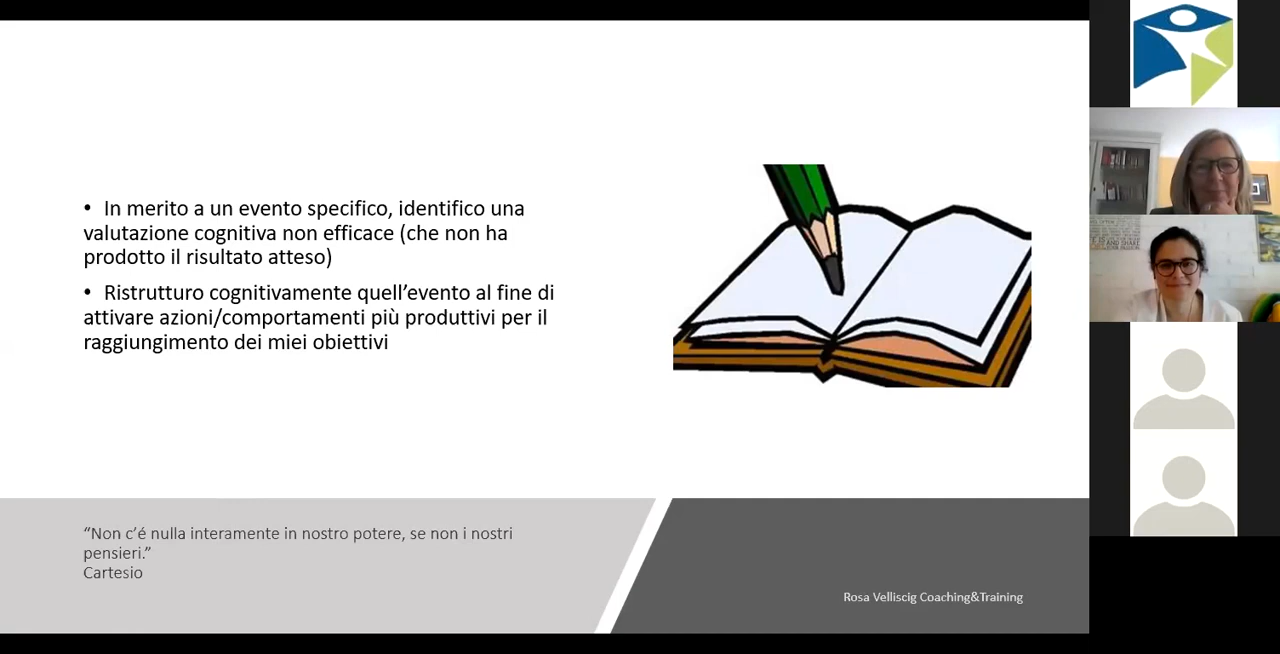 • In merito a un evento specifico, identifico una
valutazione cognitiva non efficace (che non ha
prodotto il risultato atteso)
• Ristrutturo cognitivamente quell’evento al fine di
attivare azioni/comportamenti più produttivi per il
raggiungimento dei miei obiettivi
“Non c’é nulla interamente in nostro potere, se non i nostri
pensieri.”
Cartesio
Rosa Velliscig Coaching&Training